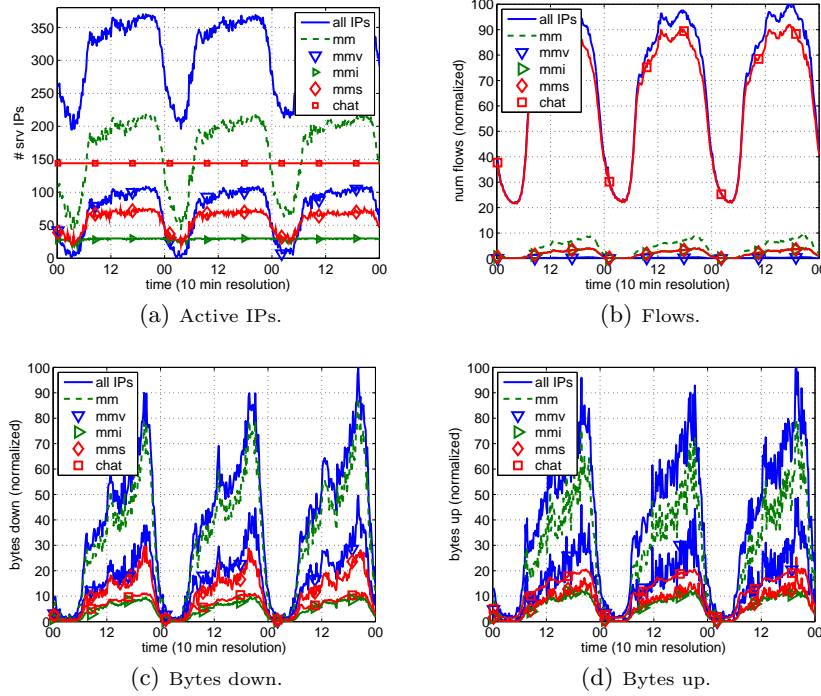 350
300
250
200
150
100
50
0
# srv IPs
all IPs
mm
mmv
mmi
mms
chat
00 12 00 12 00 12 00
time (10 min resolution)
(a) Active IPs.
100
90
80
70
60
50
40
30
20
10
0
num flows (normalized)
all IPs
mm
mmv
mmi
mms
chat
00 12 00 12 00 12 00
time (10 min resolution)
(b) Flows.
100
90
80
70
60
50
40
30
20
10
0
bytes down (normalized)
all IPs
mm
mmv
mmi
mms
chat
00 12 00 12 00 12 00
time (10 min resolution)
(c) Bytes down.
100
90
80
70
60
50
40
30
20
10
0
bytes up (normalized)
all IPs
mm
mmv
mmi
mms
chat
00 12 00 12 00 12 00
time (10 min resolution)
(d) Bytes up.